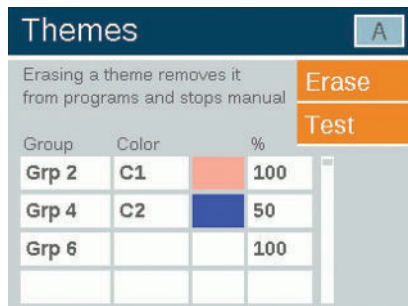 Themes A
Erasing a theme removes it
from programs and stops manual
Erase
Test
Group Color %
Grp 2 C1 100
Grp 4 C2 50
Grp 6 100